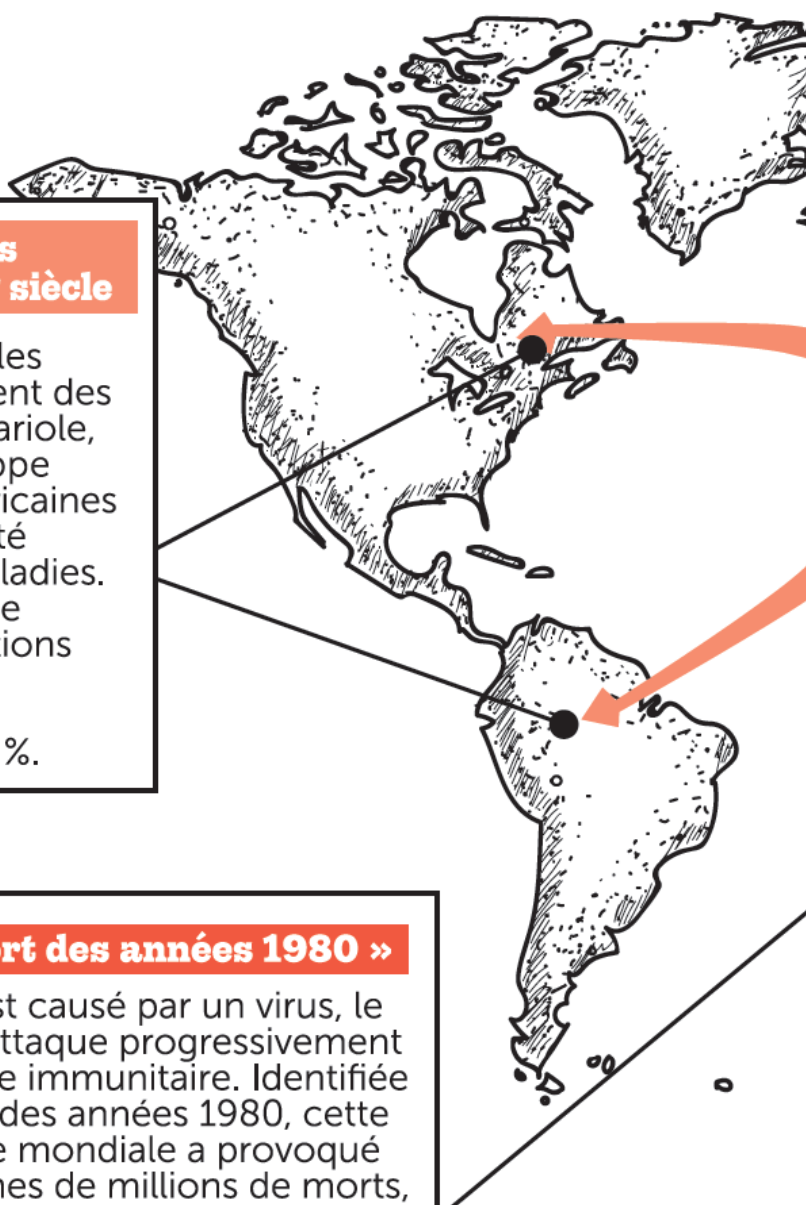 s
siècle
les
ent des
ariole,
ope
icaines
té
ladies.
e
tions
%.
rt des années 1980 »
st causé par un virus, le
ttaque progressivement
e immunitaire. Identifiée
des années 1980, cette
e mondiale a provoqué
nes de millions de morts,